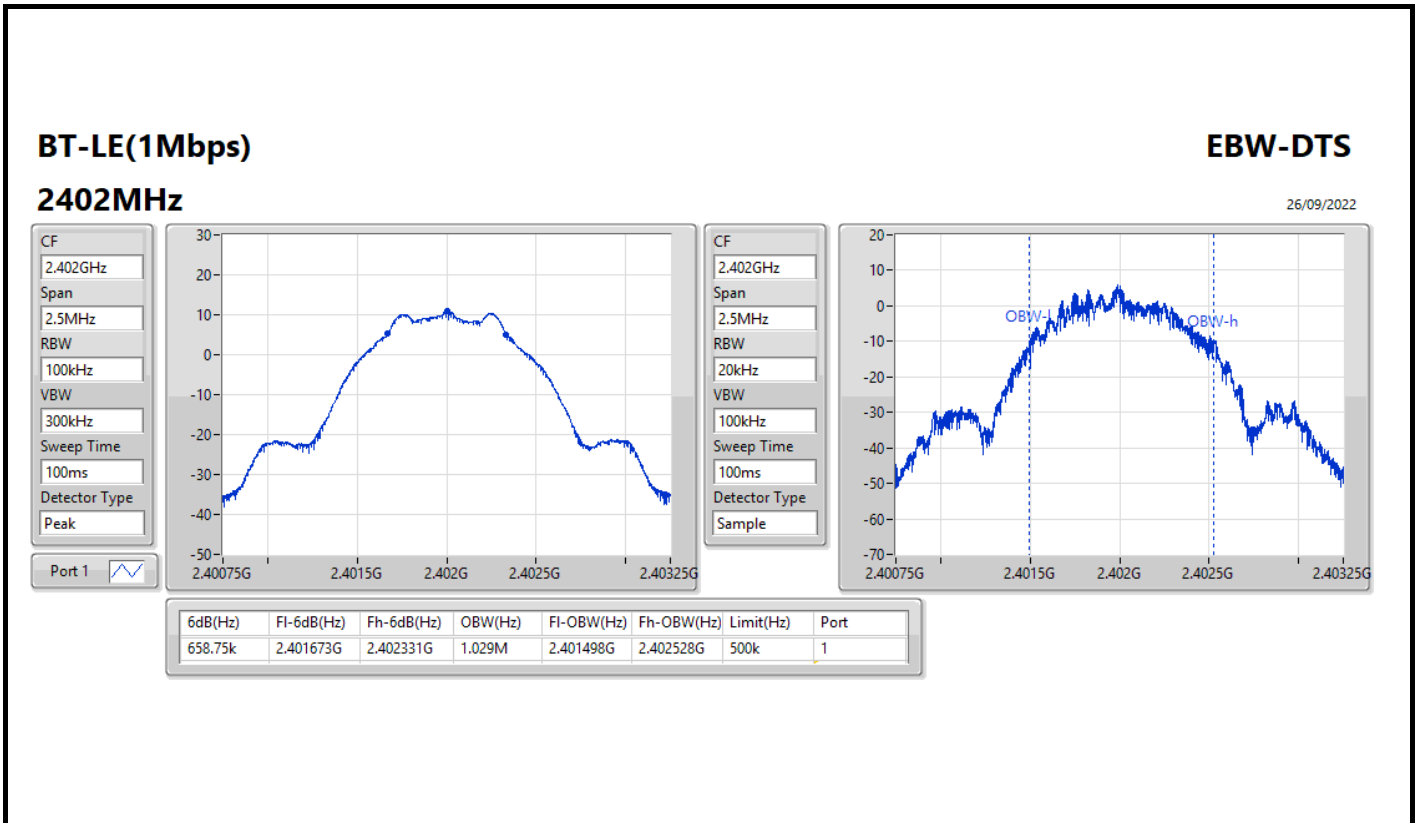 BT-LE(1Mbps)
EBW-DTS
2402MHz
26/09/2022
CF
2.402GHz
Span
2.5MHz
RBW
100kHz
VBW
300kHz
Sweep Time
100ms
Detector Type
Peak
Port 1
30
20
10
0
-10
-20
-30
-40
-50
2.40075G 2.4015G 2.402G 2.4025G 2.40325G
CF
2.402GHz
Span
2.5MHz
RBW
20kHz
VBW
100kHz
Sweep Time
100ms
Detector Type
Sample
20
10
0
-10
-20
-30
-40
-50
-60
-70
OBW-l
OBW-h
2.40075G 2.4015G 2.402G 2.4025G 2.40325G
6dB(Hz) Fl-6dB(Hz) Fh-6dB(Hz) OBW(Hz) Fl-OBW(Hz) Fh-OBW(Hz) Limit(Hz) Port
658.75k 2.401673G 2.402331G 1.029M 2.401498G 2.402528G 500k 1